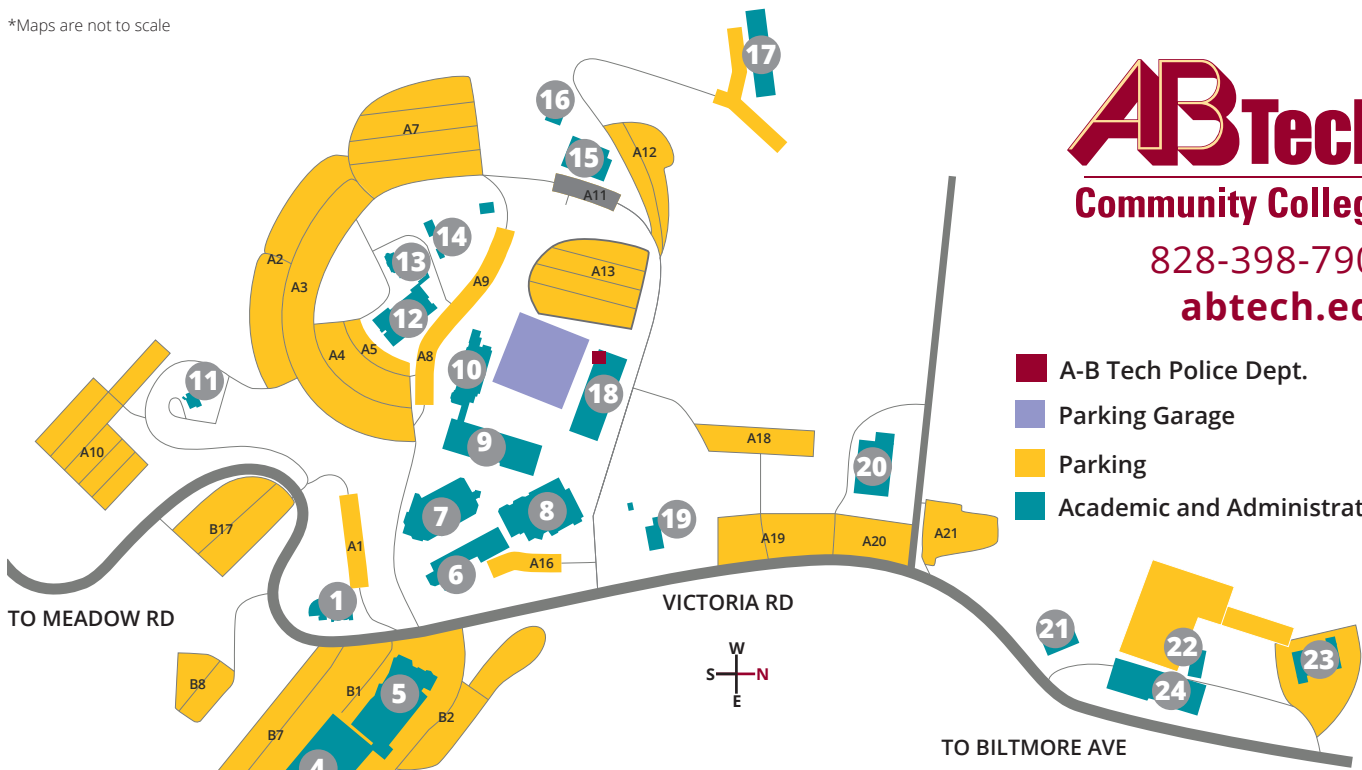 *Maps are not to scale
17
16
A7
15
A12
A11
14
A2
13
A3
A9
A13
12
A4
A5
A8
10
11
18
9
A18
A10
20
7
8
19
B17
A1
A19
A20
A21
6
A16
1
TO MEADOW RD
VICTORIA RD
21
22
23
W
S N
E
B8
B1
5
24
B2
B7
4
TO BILTMORE AVE
AB Tech
Community Colleg
828-398-790
abtech.ed
A-B Tech Police Dept.
Parking Garage
Parking
Academic and Administrat